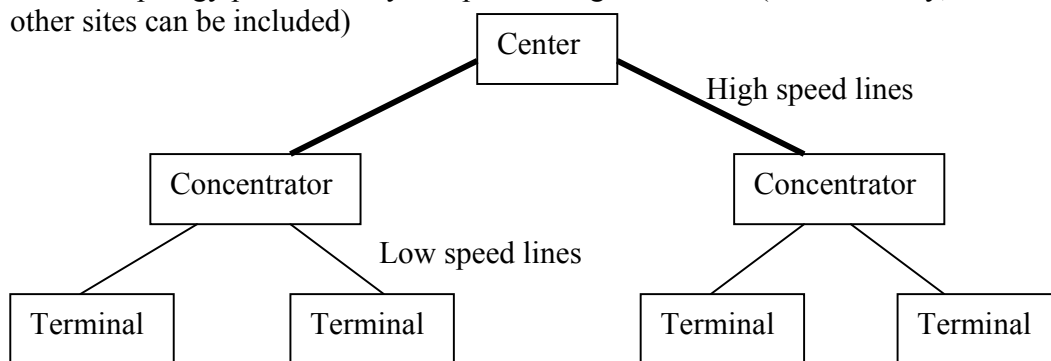 other sites can be included)
Center
High speed lines
Concentrator
Concentrator
Low speed lines
Terminal
Terminal
Terminal
Terminal